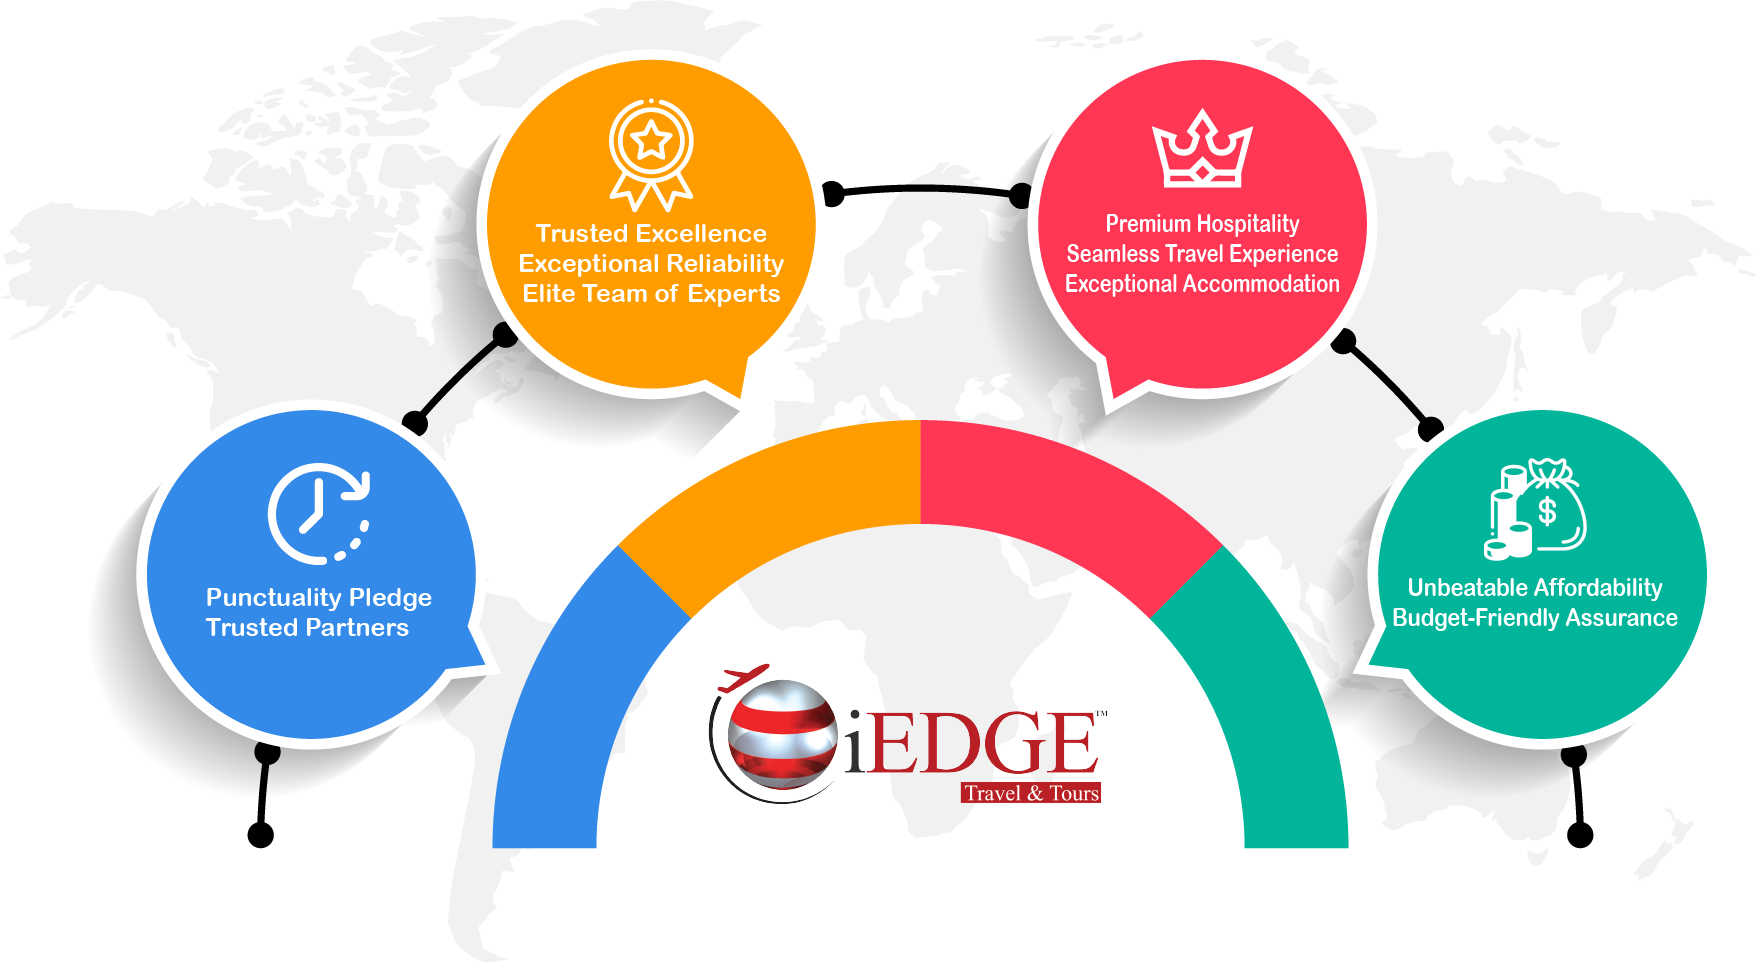 Trusted Excellence
Exceptional Reliability
Elite Team of Experts
Premium Hospitality
Seamless Travel Experience
Exceptional Accommodation
Punctuality Pledge
Trusted Partners
$
Unbeatable Affordability
Budget-Friendly Assurance
iEDGE™
Travel & Tours